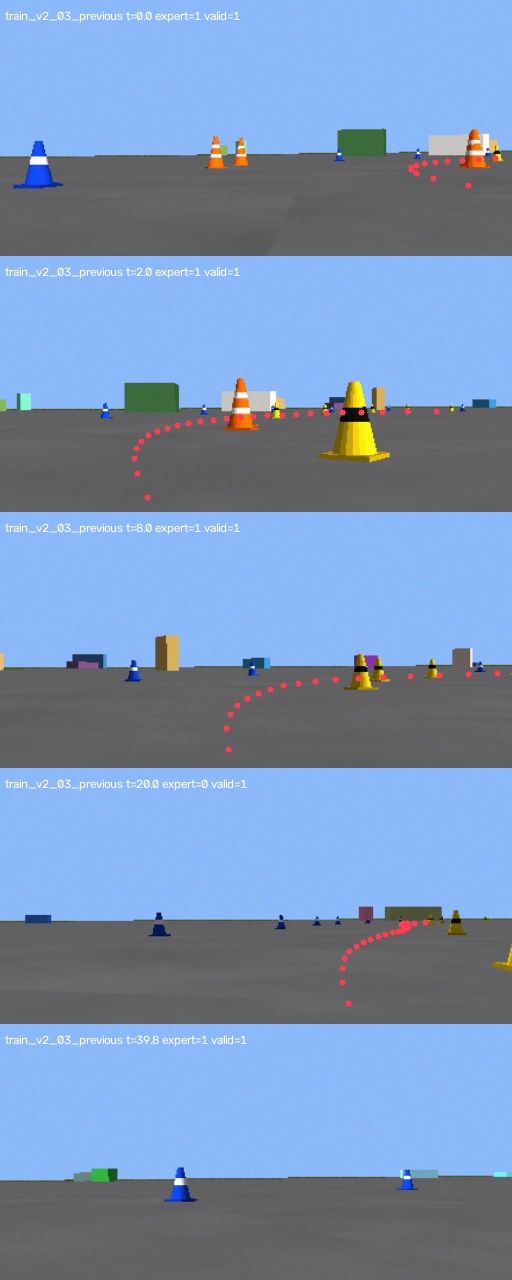 train_v2_03_previous t=0.0 expert=1 valid=1
train_v2_03_previous t=2.0 expert=1 valid=1
train_v2_03_previous t=8.0 expert=1 valid=1
train_v2_03_previous t=20.0 expert=0 valid=1
train_v2_03_previous t=39.8 expert=1 valid=1